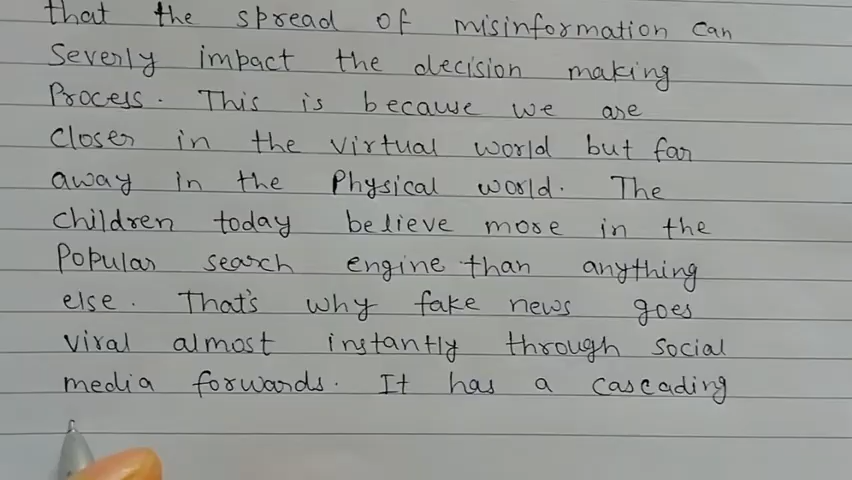 that the spread of misinformation can
Severly impact the decision making
Process. This is because we are
closer in the virtual world but far
away in the Physical world. The
children today believe more in the
Popular search engine than anything
else. That's why fake news goes
viral almost instantly through social
media forwards. It has a cascading